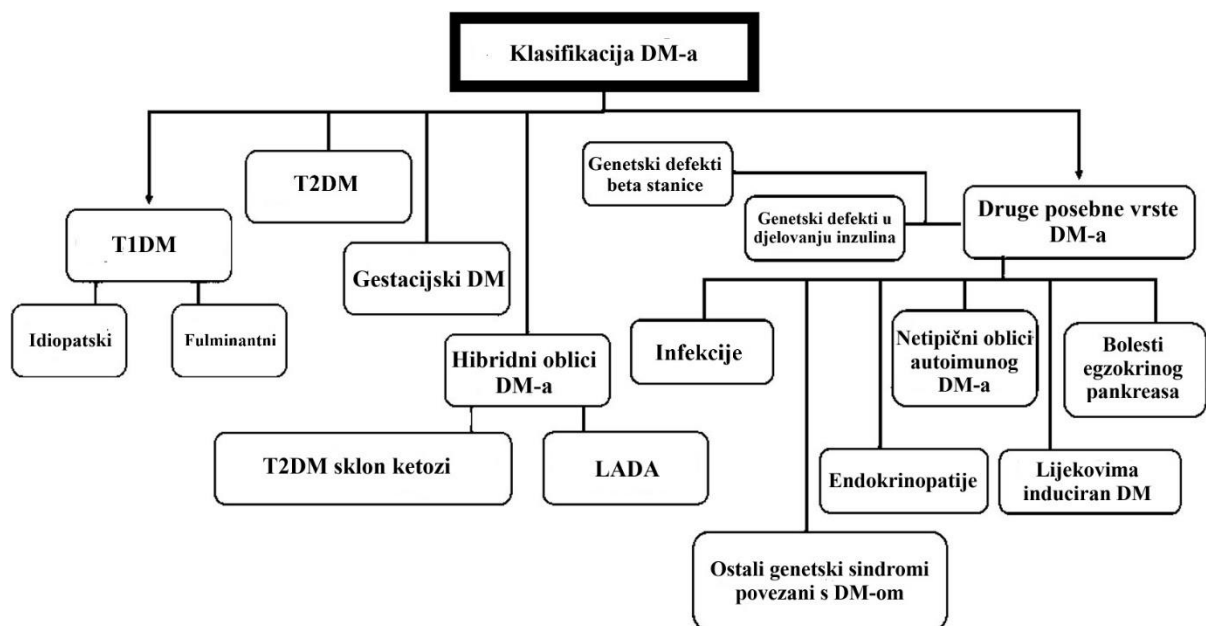 Klasifikacija DM-a
T2DM
Genetski defekti
beta stanice
T1DM
Genetski defekti u
djelovanju inzulina
Druge posebne vrste
DM-a
Gestacijski DM
Idiopatski
Fulminantni
Hibridni oblici
DM-a
Infekcije
Netipični oblici
autoimunog
DM-a
Bolesti
egzokrinog
pankreasa
T2DM sklon ketozi
LADA
Endokrinopatije
Lijekovima
induciran DM
Ostali genetski sindromi
povezani s DM-om